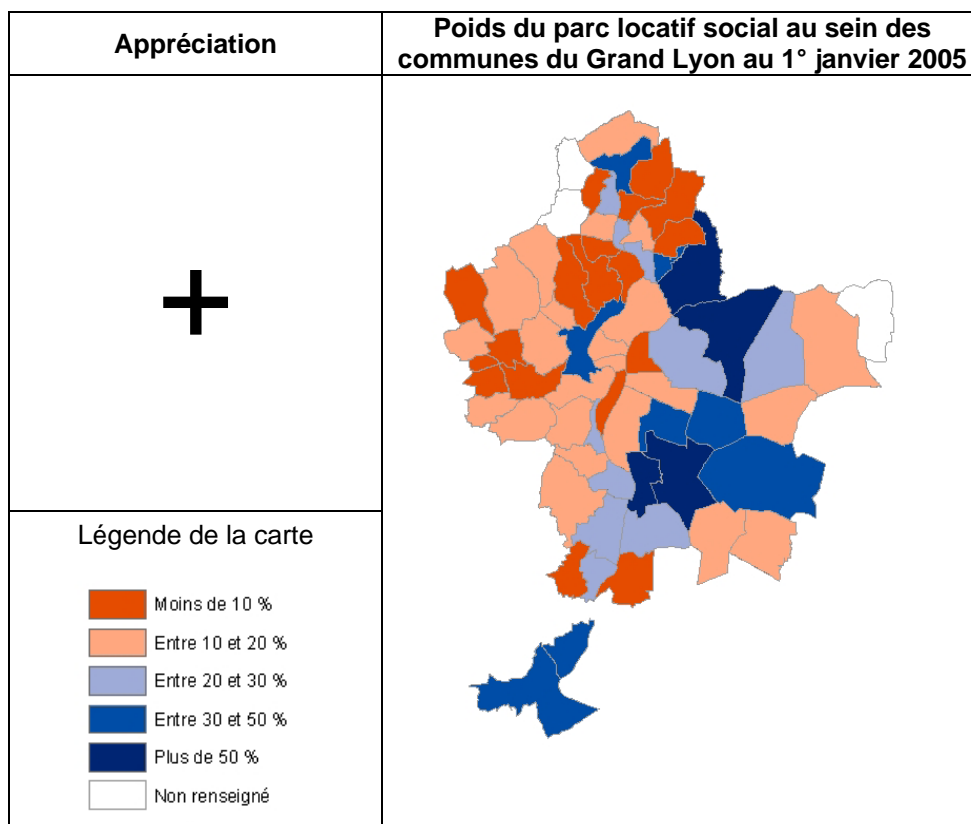 Appréciation
Poids du parc locatif social au sein des
communes du Grand Lyon au 1° janvier 2005
+
Légende de la carte
Moins de 10 %
Entre 10 et 20 %
Entre 20 et 30 %
Entre 30 et 50 %
Plus de 50 %
Non renseigné